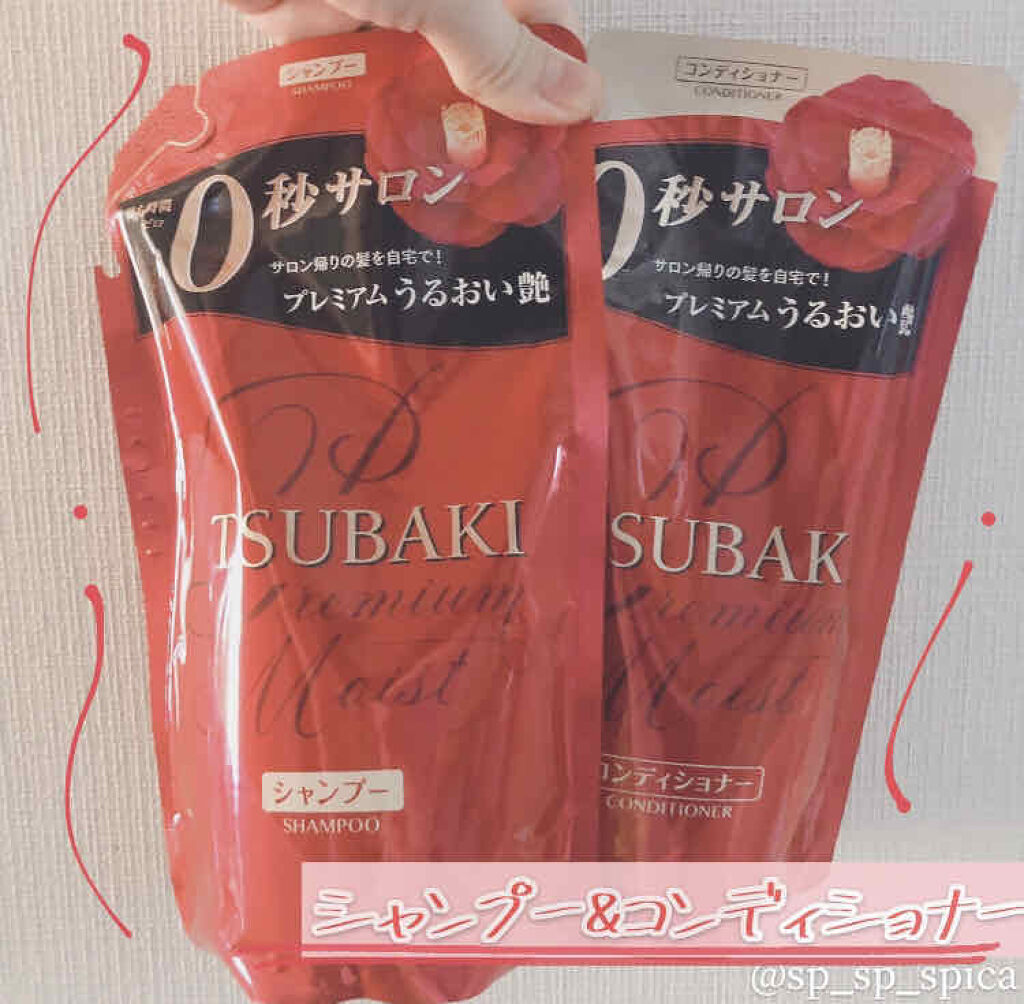 シャンプー
SHAMPOO
0秒サロン
サロン帰りの髪を自宅で!
プレミアムうるおい艶
TSUBAKI
Premium
Moist
シャンプー
SHAMPOO
コンディショナー
CONDITIONER
0秒サロン
サロン帰りの髪を自宅で!
プレミアムうるおい艶
SUBAK
Premium
Moist
コンディショナー
CONDITIONER
シャンプー&コンディショナー
@sp_sp_spica